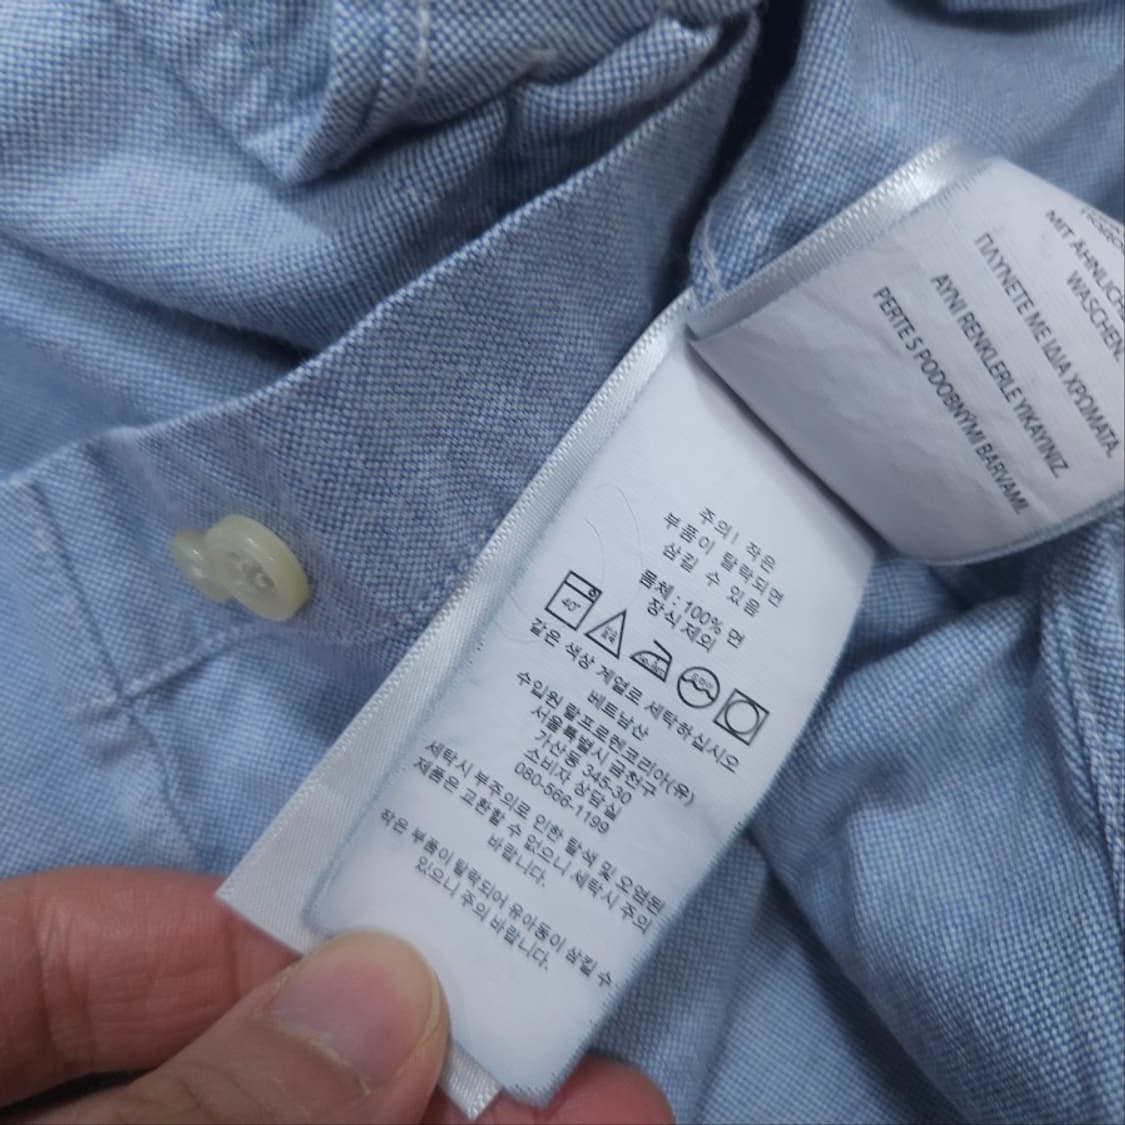 MIT ÄHNLICH
WASCHEN.
ΠΛΥΝΕΤΕ ΜΕ ΙΔΙΑ ΧΡΩΜΑΤΑ.
AYNI RENKLERLE YIKAYINIZ.
PERTE S PODOBNÝMI BARVAMI.
주의! 작은
부품이 탈락되면
삼킬 수 있음
몸체 : 100% 면
장식 제외
40°
같은 색상 계열로 세탁하십시오
베트남산
수입원 랄프로렌코리아(유)
서울특별시 금천구
가산동 345-30
소비자 상담실
080-566-1199
세탁시 부주의로 인한 탈색 및 오염된
제품은 교환할 수 없으니 세탁시 주의
바랍니다.
작은 부품이 탈락되어 유아동이 삼킬 수
있으니 주의 바랍니다.